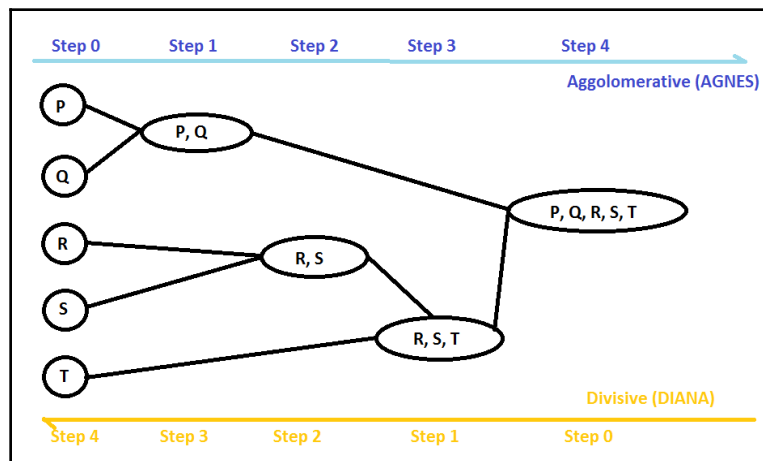 Step 0 Step 1 Step 2 Step 3 Step 4
Aggolomerative (AGNES)
P
P, Q
Q
P, Q, R, S, T
R
R, S
S
R, S, T
T
Divisive (DIANA)
Step 4 Step 3 Step 2 Step 1 Step 0